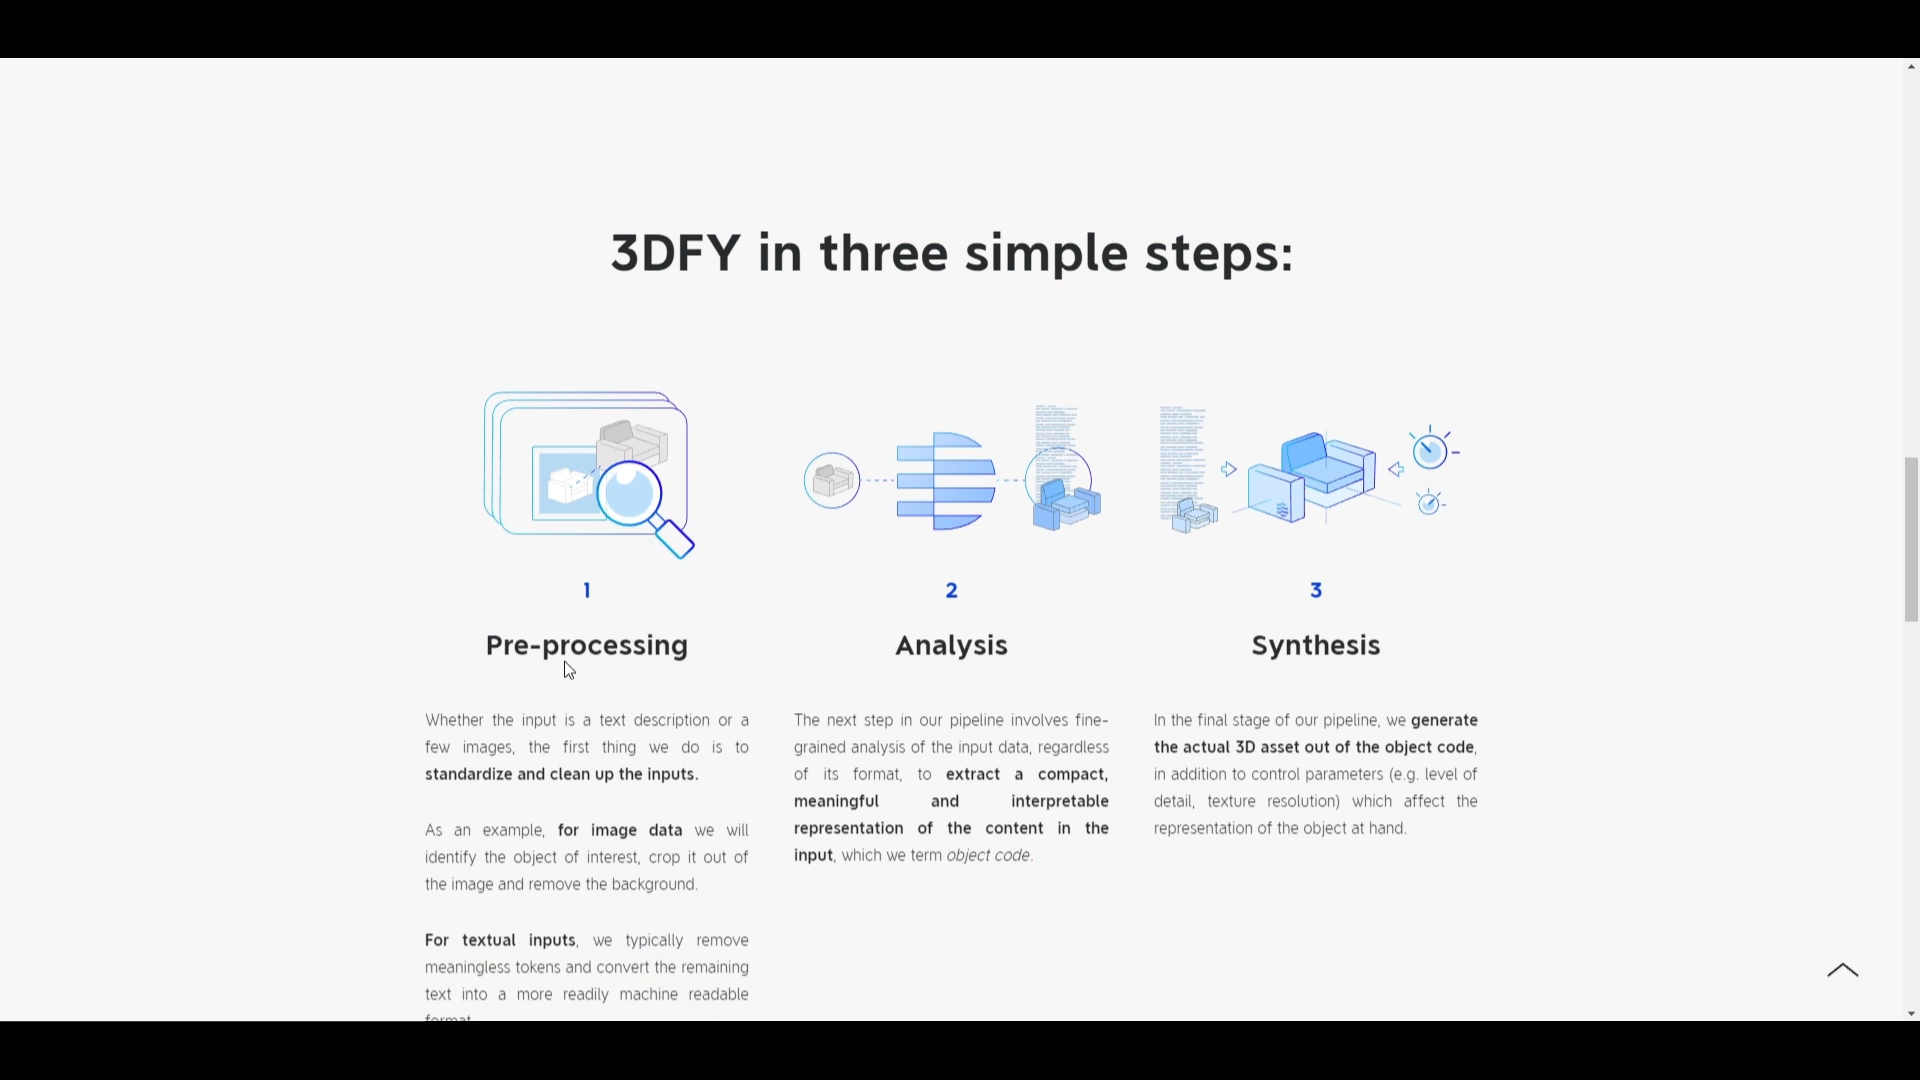 3DFY in three simple steps:
1
Pre-processing
Whether the input is a text description or a
few images, the first thing we do is to
standardize and clean up the inputs.
As an example, for image data we will
identify the object of interest, crop it out of
the image and remove the background.
For textual inputs, we typically remove
meaningless tokens and convert the remaining
text into a more readily machine readable
format.
2
Analysis
The next step in our pipeline involves fine-
grained analysis of the input data, regardless
of its format, to extract a compact,
meaningful and interpretable
representation of the content in the
input, which we term object code.
3
Synthesis
In the final stage of our pipeline, we generate
the actual 3D asset out of the object code,
in addition to control parameters (e.g. level of
detail, texture resolution) which affect the
representation of the object at hand.